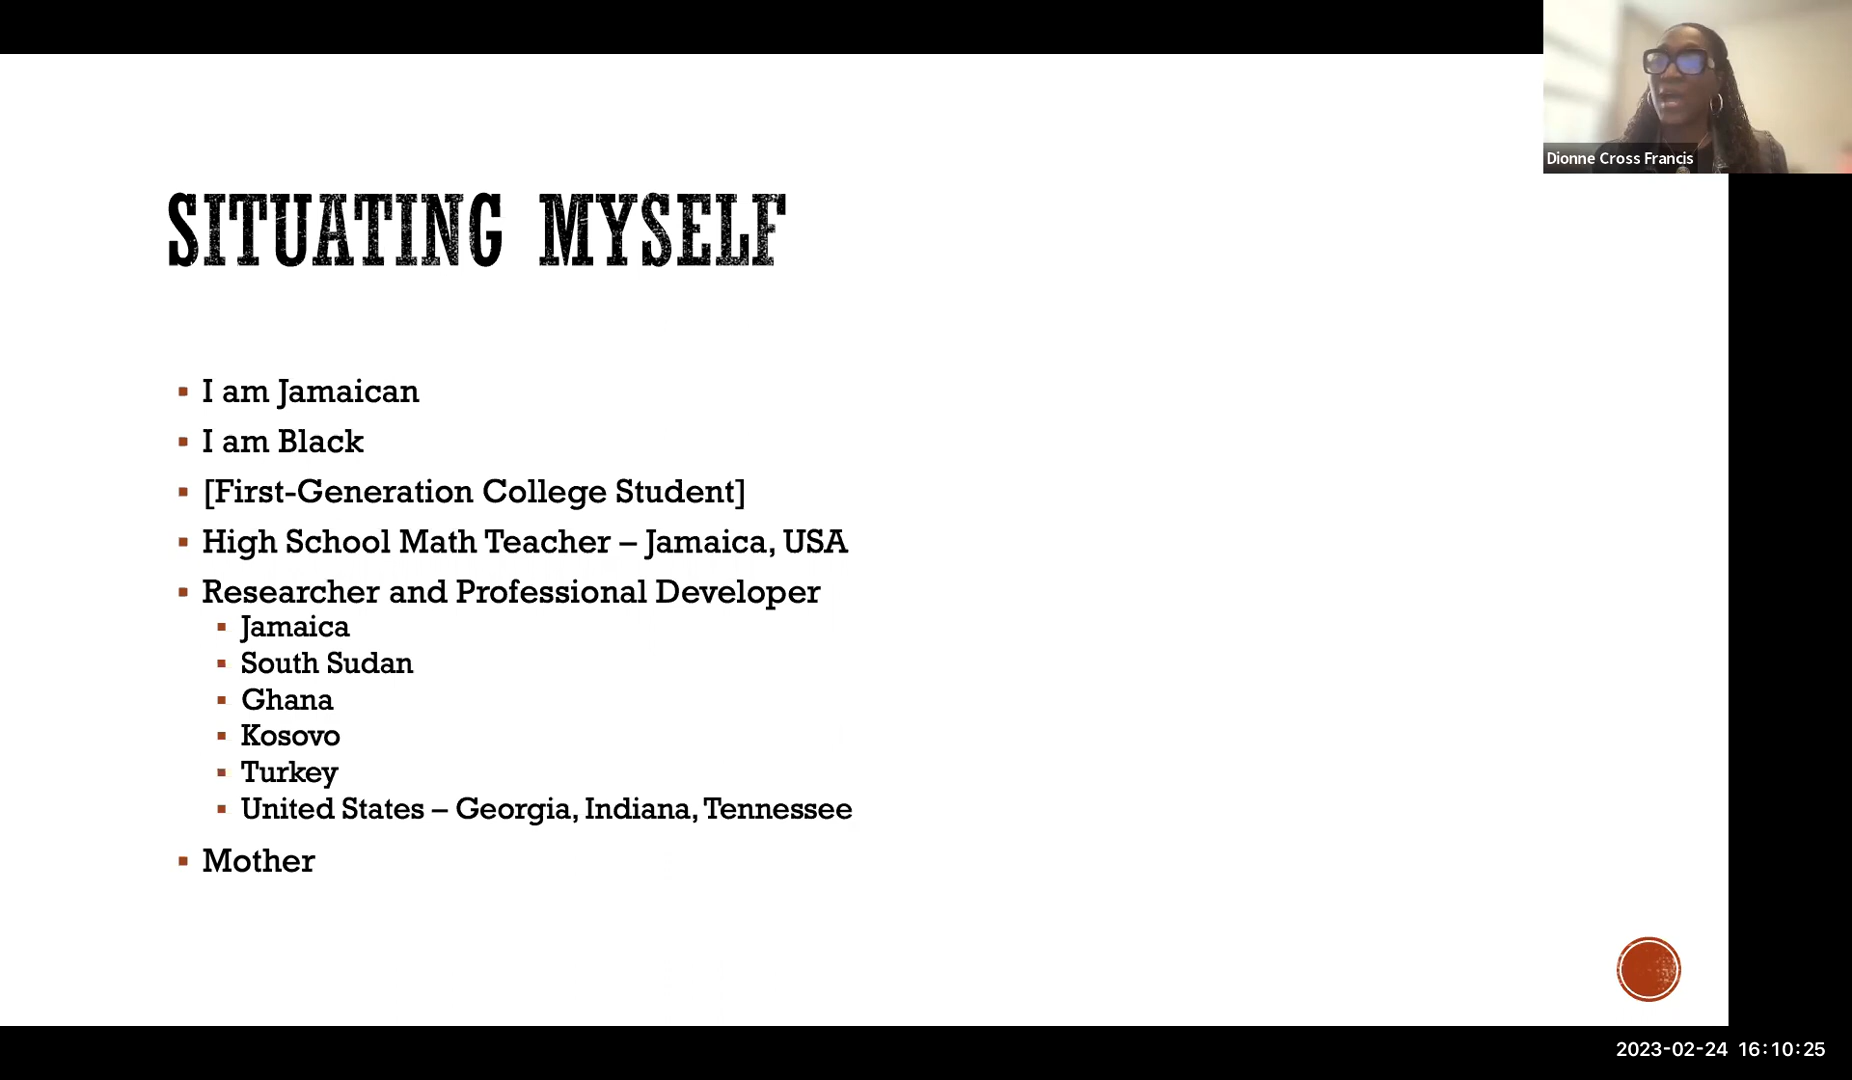 Dionne Cross Francis
SITUATING MYSELF
I am Jamaican
I am Black
[First-Generation College Student]
High School Math Teacher – Jamaica, USA
Researcher and Professional Developer
Jamaica
South Sudan
Ghana
Kosovo
Turkey
United States – Georgia, Indiana, Tennessee
Mother
2023-02-24 16:10:25